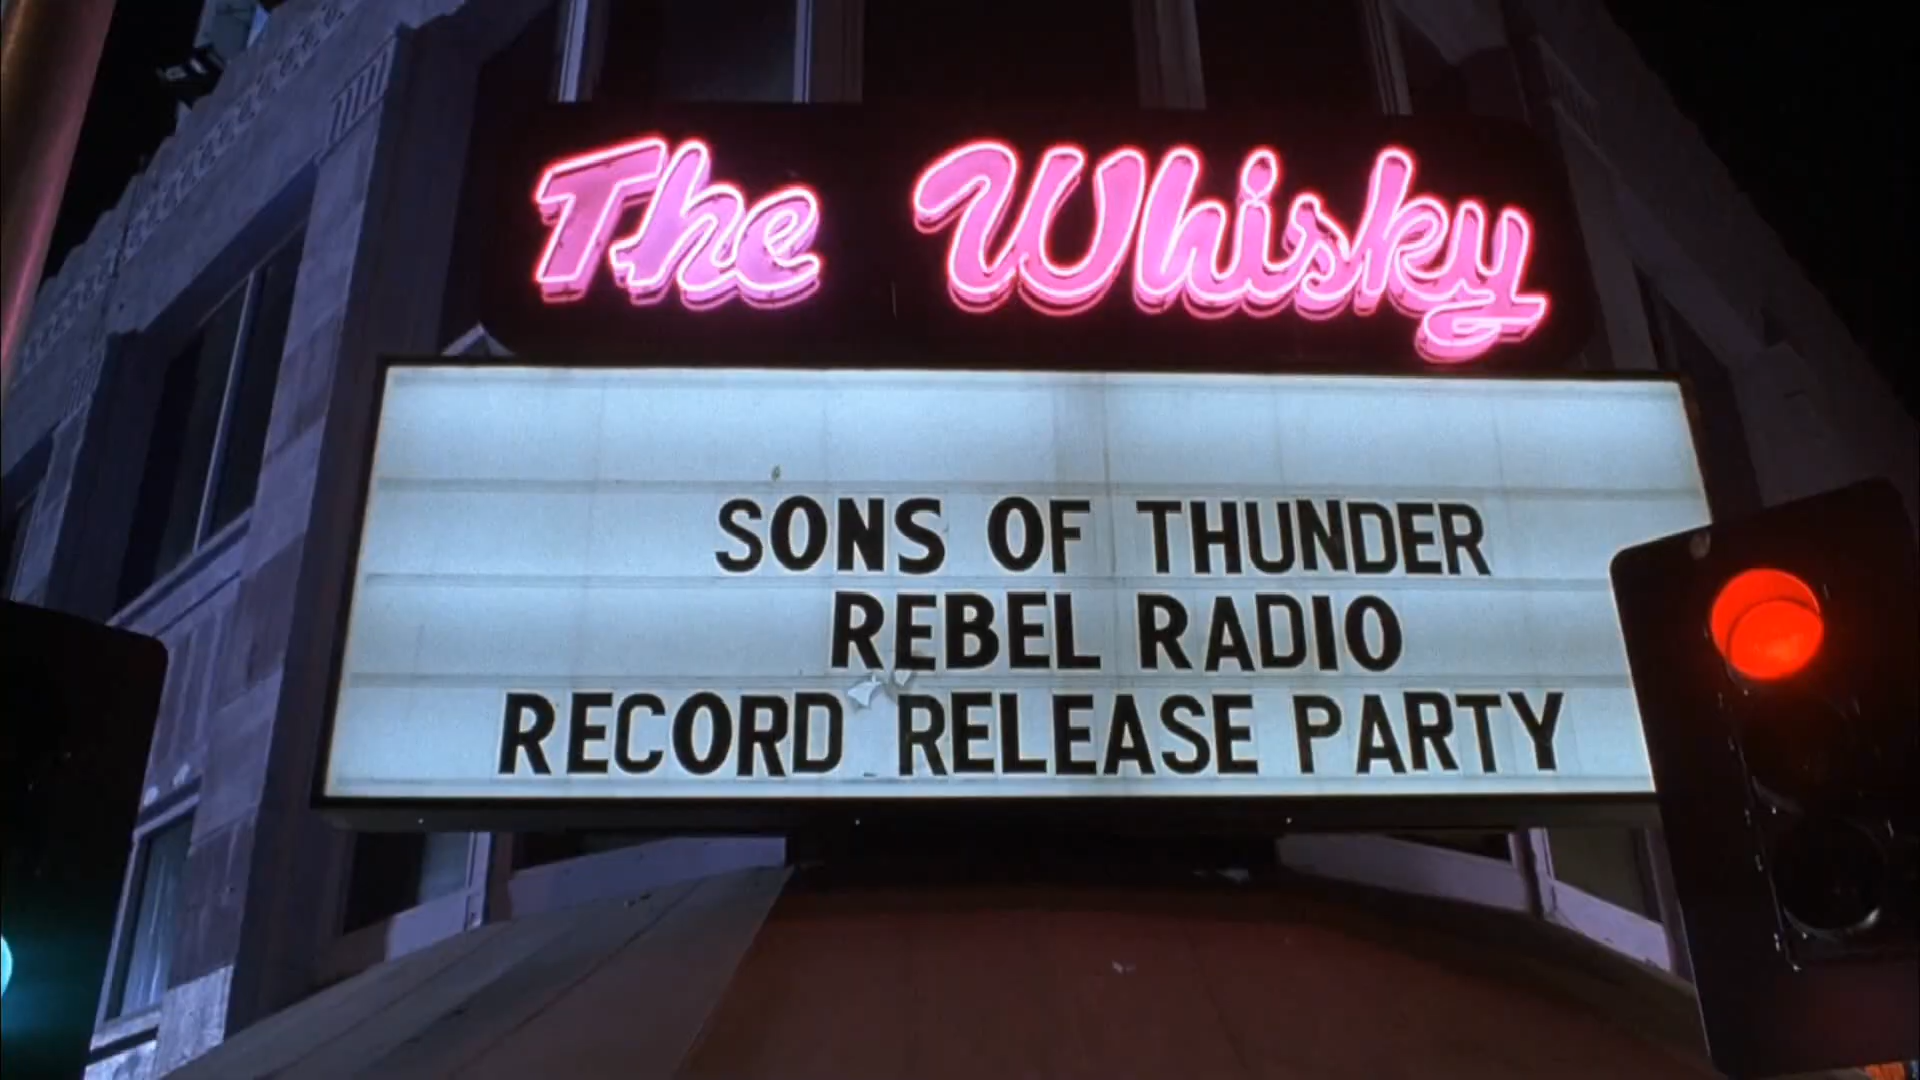 The Whisky
SONS OF THUNDER
REBEL RADIO
RECORD RELEASE PARTY